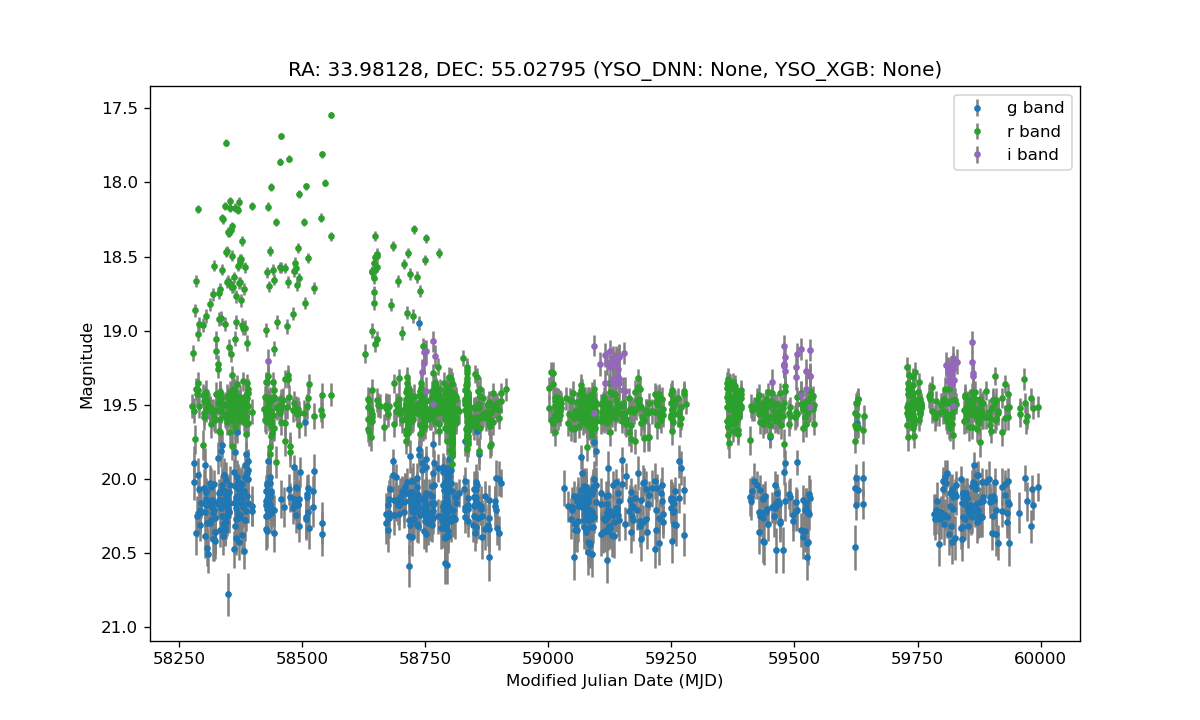 RA: 33.98128, DEC: 55.02795 (YSO_DNN: None, YSO_XGB: None)
g band
r band
i band
17.5
18.0
18.5
19.0
19.5
20.0
20.5
21.0
Magnitude
58250 58500 58750 59000 59250 59500 59750 60000
Modified Julian Date (MJD)